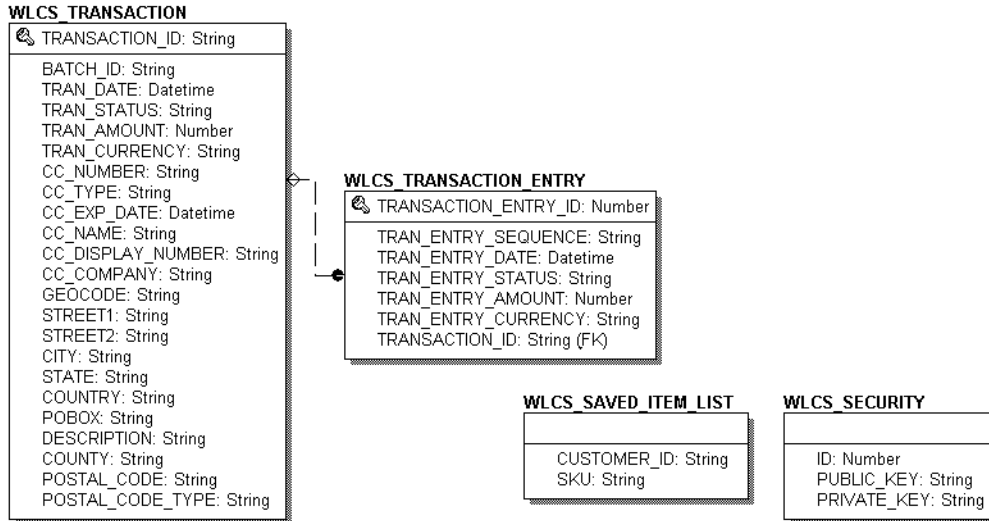 WLCS_TRANSACTION
TRANSACTION_ID: String
BATCH_ID: String
TRAN_DATE: Datetime
TRAN_STATUS: String
TRAN_AMOUNT: Number
TRAN_CURRENCY: String
CC_NUMBER: String
CC_TYPE: String
CC_EXP_DATE: Datetime
CC_NAME: String
CC_DISPLAY_NUMBER: String
CC_COMPANY: String
GEOCODE: String
STREET1: String
STREET2: String
CITY: String
STATE: String
COUNTRY: String
POBOX: String
DESCRIPTION: String
COUNTY: String
POSTAL_CODE: String
POSTAL_CODE_TYPE: String
WLCS_TRANSACTION_ENTRY
TRANSACTION_ENTRY_ID: Number
TRAN_ENTRY_SEQUENCE: String
TRAN_ENTRY_DATE: Datetime
TRAN_ENTRY_STATUS: String
TRAN_ENTRY_AMOUNT: Number
TRAN_ENTRY_CURRENCY: String
TRANSACTION_ID: String (FK)
WLCS_SAVED_ITEM_LIST
CUSTOMER_ID: String
SKU: String
WLCS_SECURITY
ID: Number
PUBLIC_KEY: String
PRIVATE_KEY: String